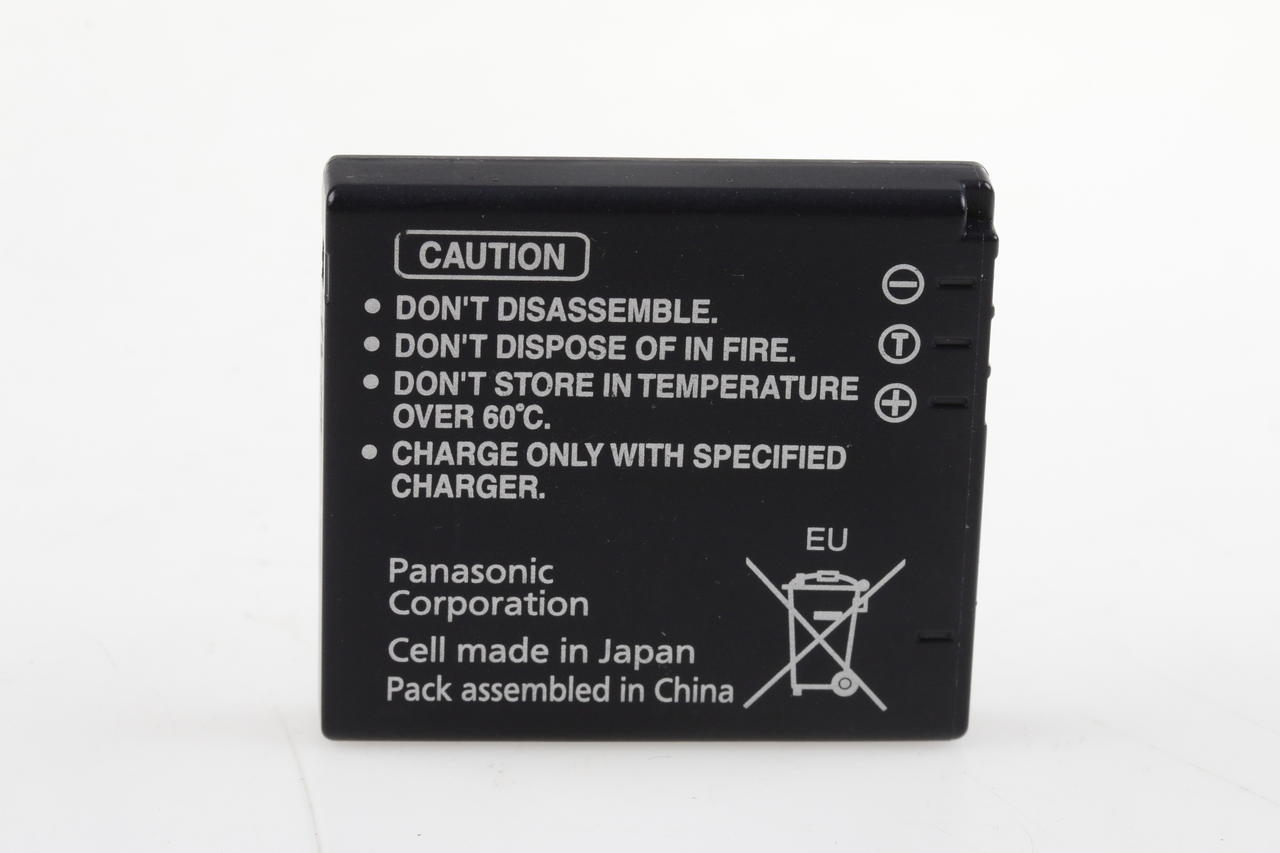 CAUTION
• DON'T DISASSEMBLE.
• DON'T DISPOSE OF IN FIRE.
• DON'T STORE IN TEMPERATURE
OVER 60°C.
• CHARGE ONLY WITH SPECIFIED
CHARGER.
−
T
+
EU
Panasonic
Corporation
Cell made in Japan
Pack assembled in China